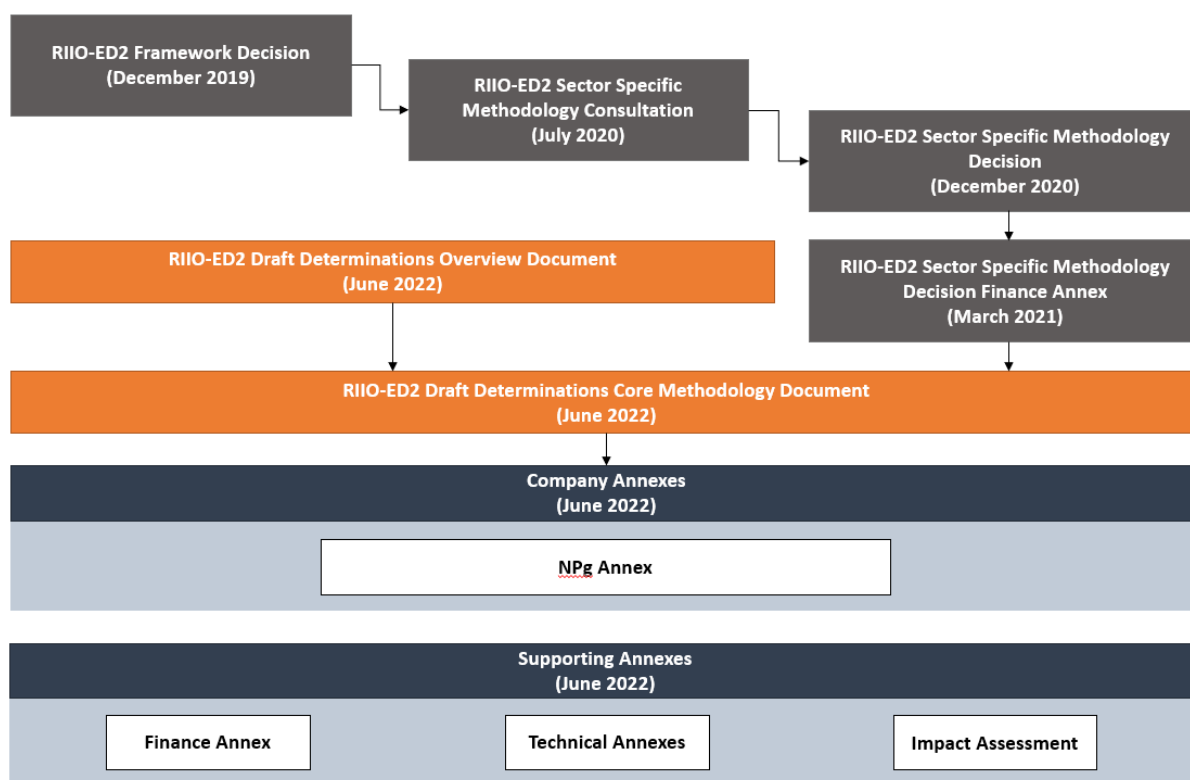 RIIO-ED2 Framework Decision
(December 2019)
RIIO-ED2 Sector Specific
Methodology Consultation
(July 2020)
RIIO-ED2 Sector Specific Methodology
Decision
(December 2020)
RIIO-ED2 Draft Determinations Overview Document
(June 2022)
RIIO-ED2 Sector Specific Methodology
Decision Finance Annex
(March 2021)
RIIO-ED2 Draft Determinations Core Methodology Document
(June 2022)
Company Annexes
(June 2022)
NPg Annex
Supporting Annexes
(June 2022)
Finance Annex
Technical Annexes
Impact Assessment